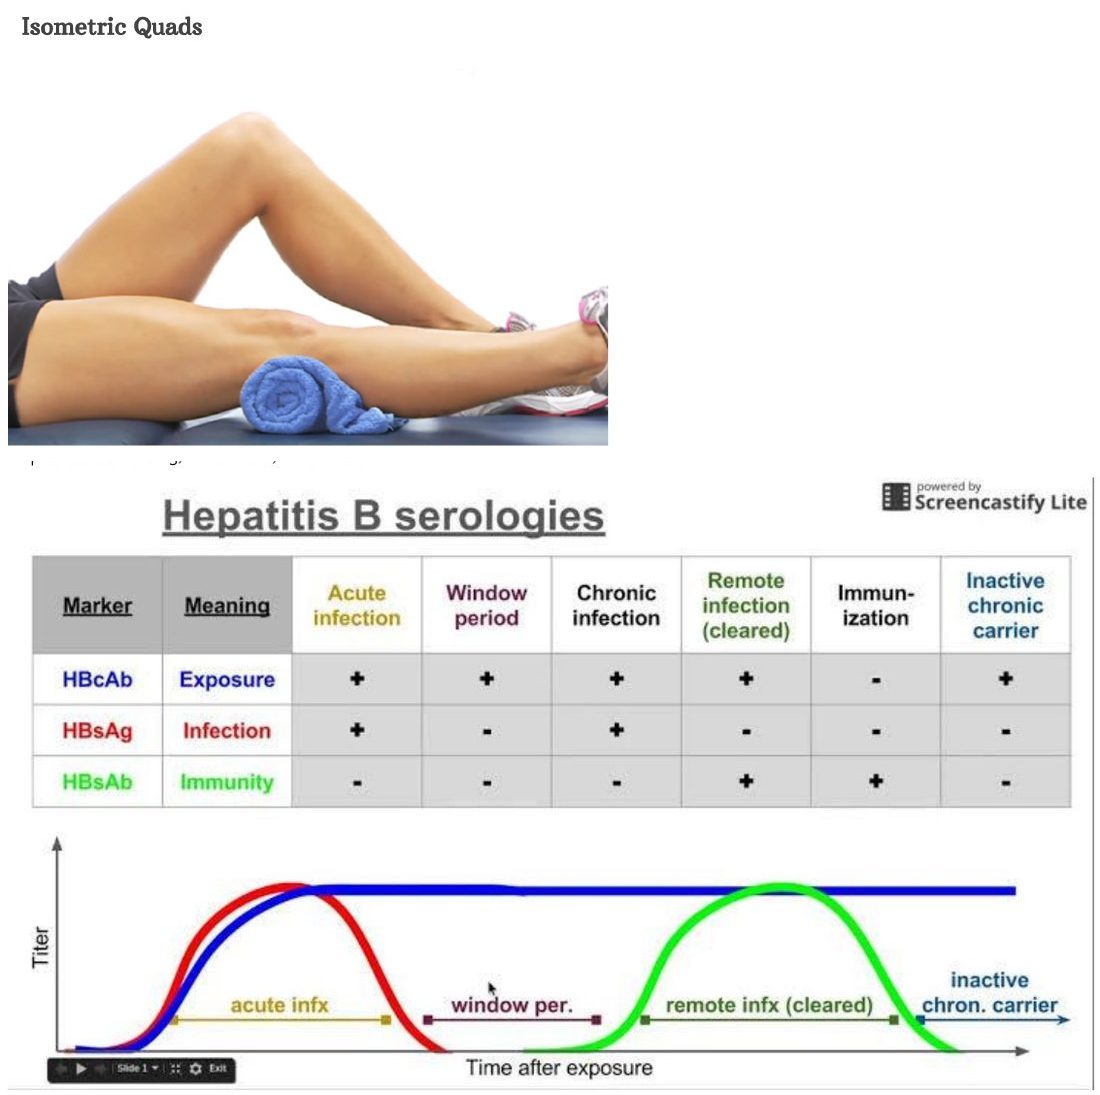 Isometric Quads
powered by
Screencastify Lite
Hepatitis B serologies
Marker Meaning Acute infection Window period Chronic infection Remote infection (cleared) Immun-ization Inactive chronic carrier
HBcAb Exposure + + + + - +
HBsAg Infection + - + - - -
HBsAb Immunity - - - + + -
Titer
acute infx
window per.
remote infx (cleared)
inactive
chron. carrier
Time after exposure
Slide 1 Exit